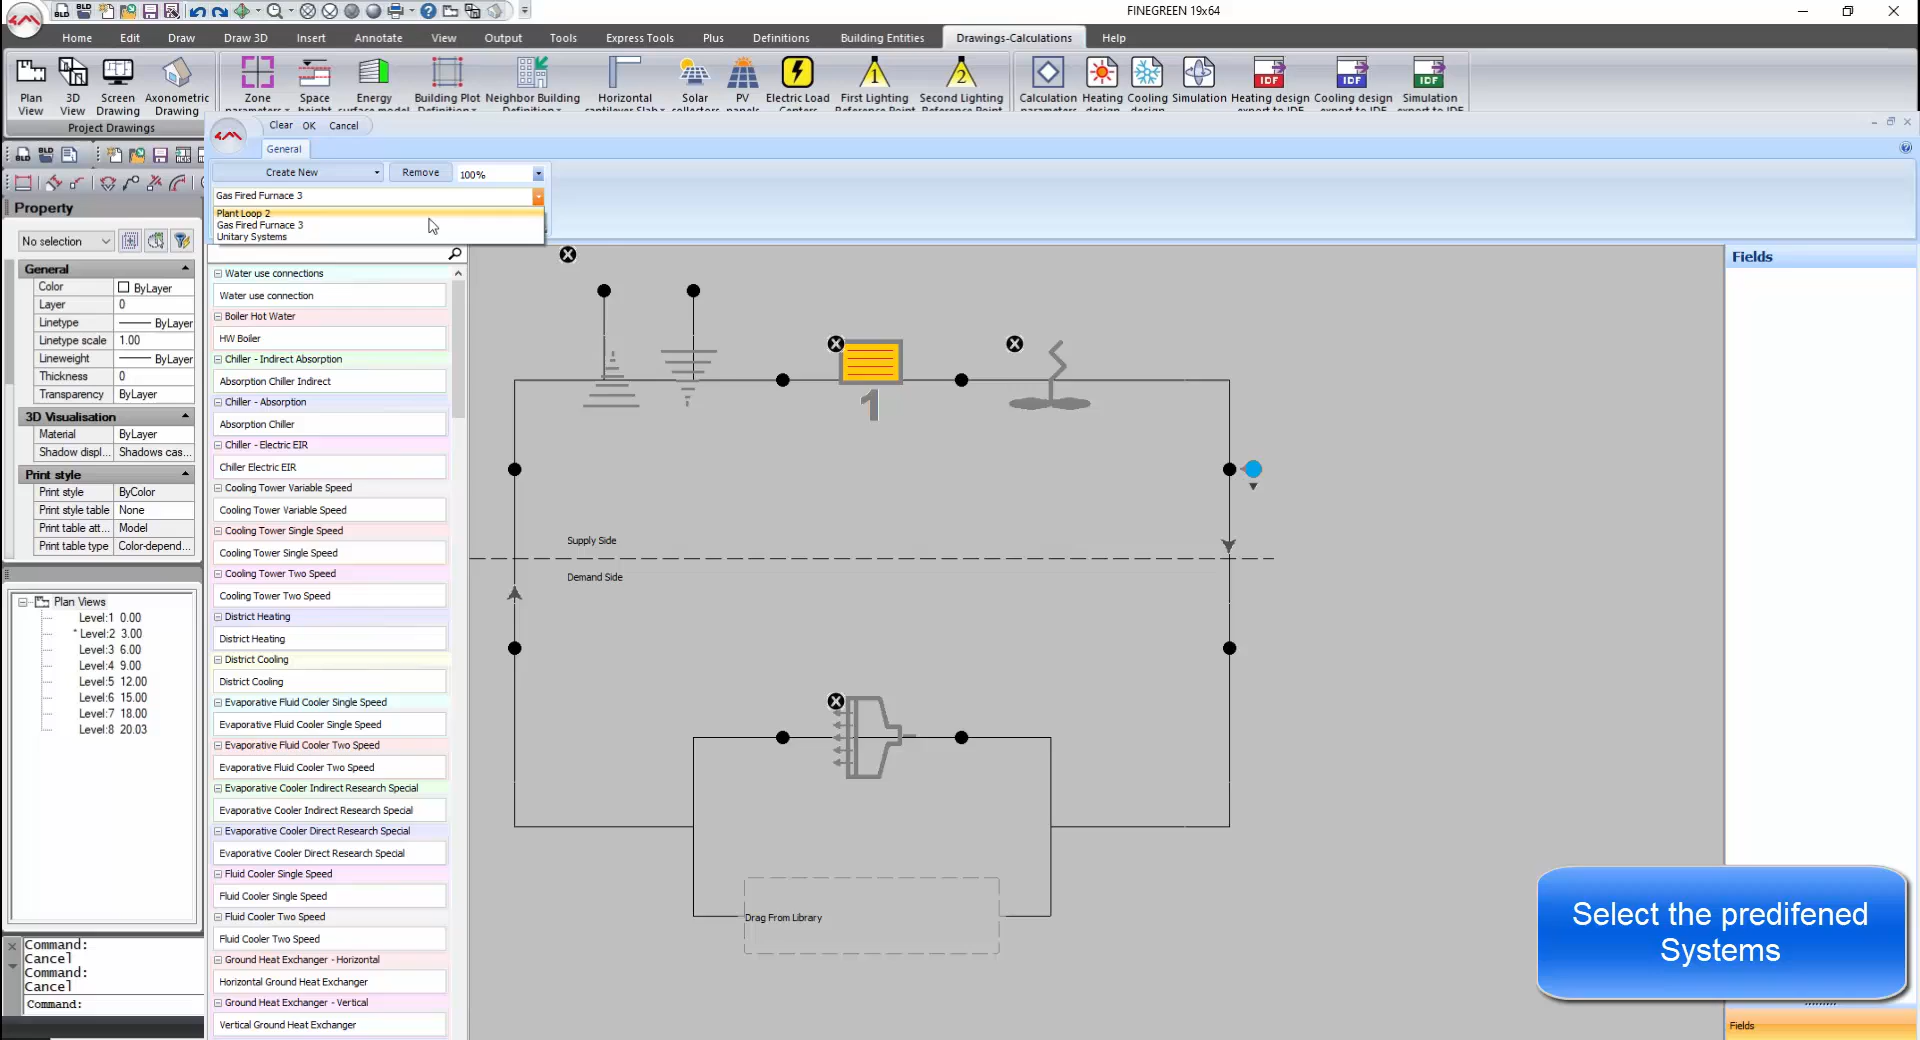 FINEGREEN 19x64
Home Edit Draw Draw 3D Insert Annotate View Output Tools Express Tools Plus Definitions Building Entities Drawings-Calculations Help
Plan View
3D View
Screen Drawing
Axonometric Drawing
Project Drawings
Zone
Space height
Energy
Building Plot
Neighbor Building
Horizontal
Solar
PV
Electric Load
First Lighting
Second Lighting
Calculation
Heating design
Cooling design
Simulation
Heating design
Cooling design
Simulation
IDF IDF IDF
Clear OK Cancel
General
Create New Remove 100%
Gas Fired Furnace 3
Plant Loop 2
Gas Fired Furnace 3
Unitary Systems
Property
No selection
General
Color ByLayer
Layer 0
Linetype ByLayer
Linetype scale 1.00
Lineweight ByLayer
Thickness 0
Transparency ByLayer
3D Visualisation
Material ByLayer
Shadow displ... Shadows cas...
Print style
Print style ByColor
Print style table None
Print table att... Model
Print table type Color-depend...
Plan Views
Level:1 0.00
* Level:2 3.00
Level:3 6.00
Level:4 9.00
Level:5 12.00
Level:6 15.00
Level:7 18.00
Level:8 20.03
Command:
Cancel
Command:
Cancel
Command:
Water use connections
Water use connection
Boiler Hot Water
HW Boiler
Chiller - Indirect Absorption
Absorption Chiller Indirect
Chiller - Absorption
Absorption Chiller
Chiller - Electric EIR
Chiller Electric EIR
Cooling Tower Variable Speed
Cooling Tower Variable Speed
Cooling Tower Single Speed
Cooling Tower Single Speed
Cooling Tower Two Speed
Cooling Tower Two Speed
District Heating
District Heating
District Cooling
District Cooling
Evaporative Fluid Cooler Single Speed
Evaporative Fluid Cooler Single Speed
Evaporative Fluid Cooler Two Speed
Evaporative Fluid Cooler Two Speed
Evaporative Cooler Indirect Research Special
Evaporative Cooler Indirect Research Special
Evaporative Cooler Direct Research Special
Evaporative Cooler Direct Research Special
Fluid Cooler Single Speed
Fluid Cooler Single Speed
Fluid Cooler Two Speed
Fluid Cooler Two Speed
Ground Heat Exchanger - Horizontal
Horizontal Ground Heat Exchanger
Ground Heat Exchanger - Vertical
Vertical Ground Heat Exchanger
1
Supply Side
Demand Side
Drag From Library
Fields
Select the predifened
Systems
Fields